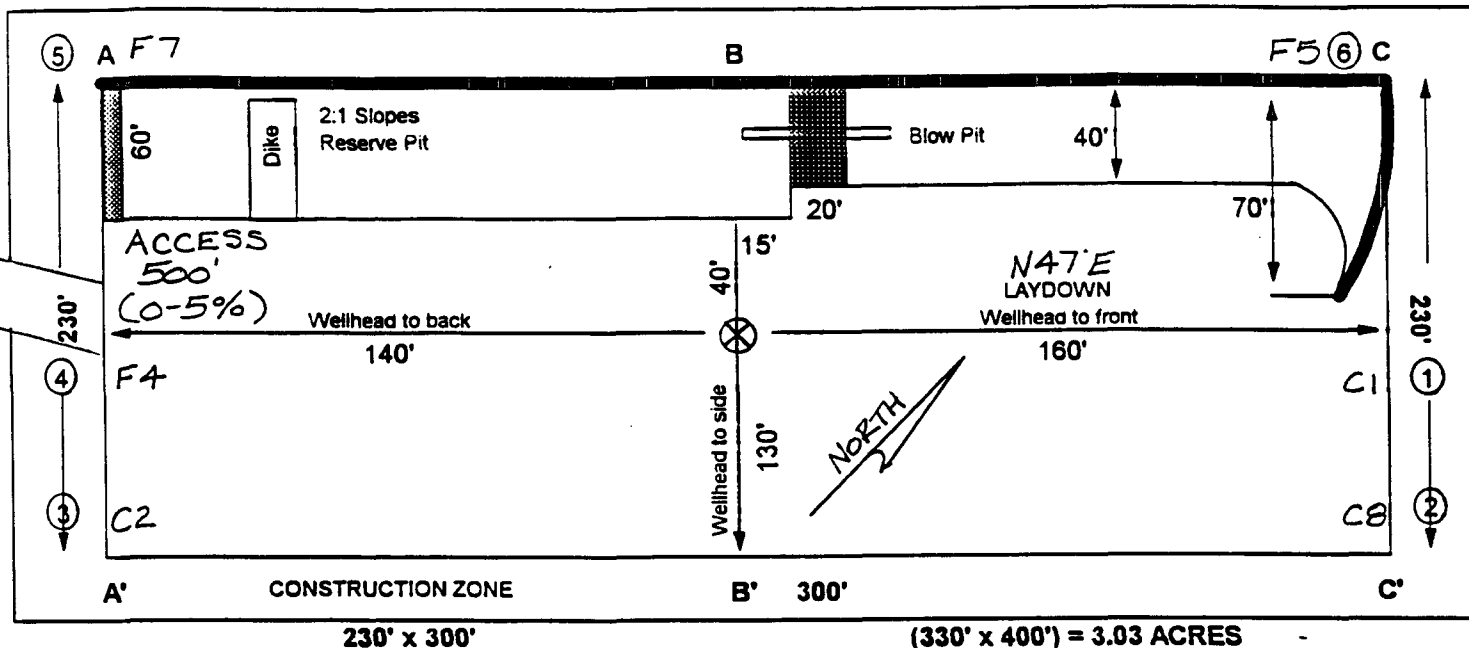 ⑤ A F7 B F5 ⑥ C
2:1 Slopes
Reserve Pit
Dike
60'
Blow Pit
40'
70'
20'
ACCESS
500'
(0-5%)
15'
40'
N47°E
LAYDOWN
230'
Wellhead to back
140'
Wellhead to front
160'
230'
④ F4
C1 ①
Wellhead to side
130'
NORTH
③ C2
C8 ②
A' CONSTRUCTION ZONE B' 300' C'
230' x 300' (330' x 400') = 3.03 ACRES